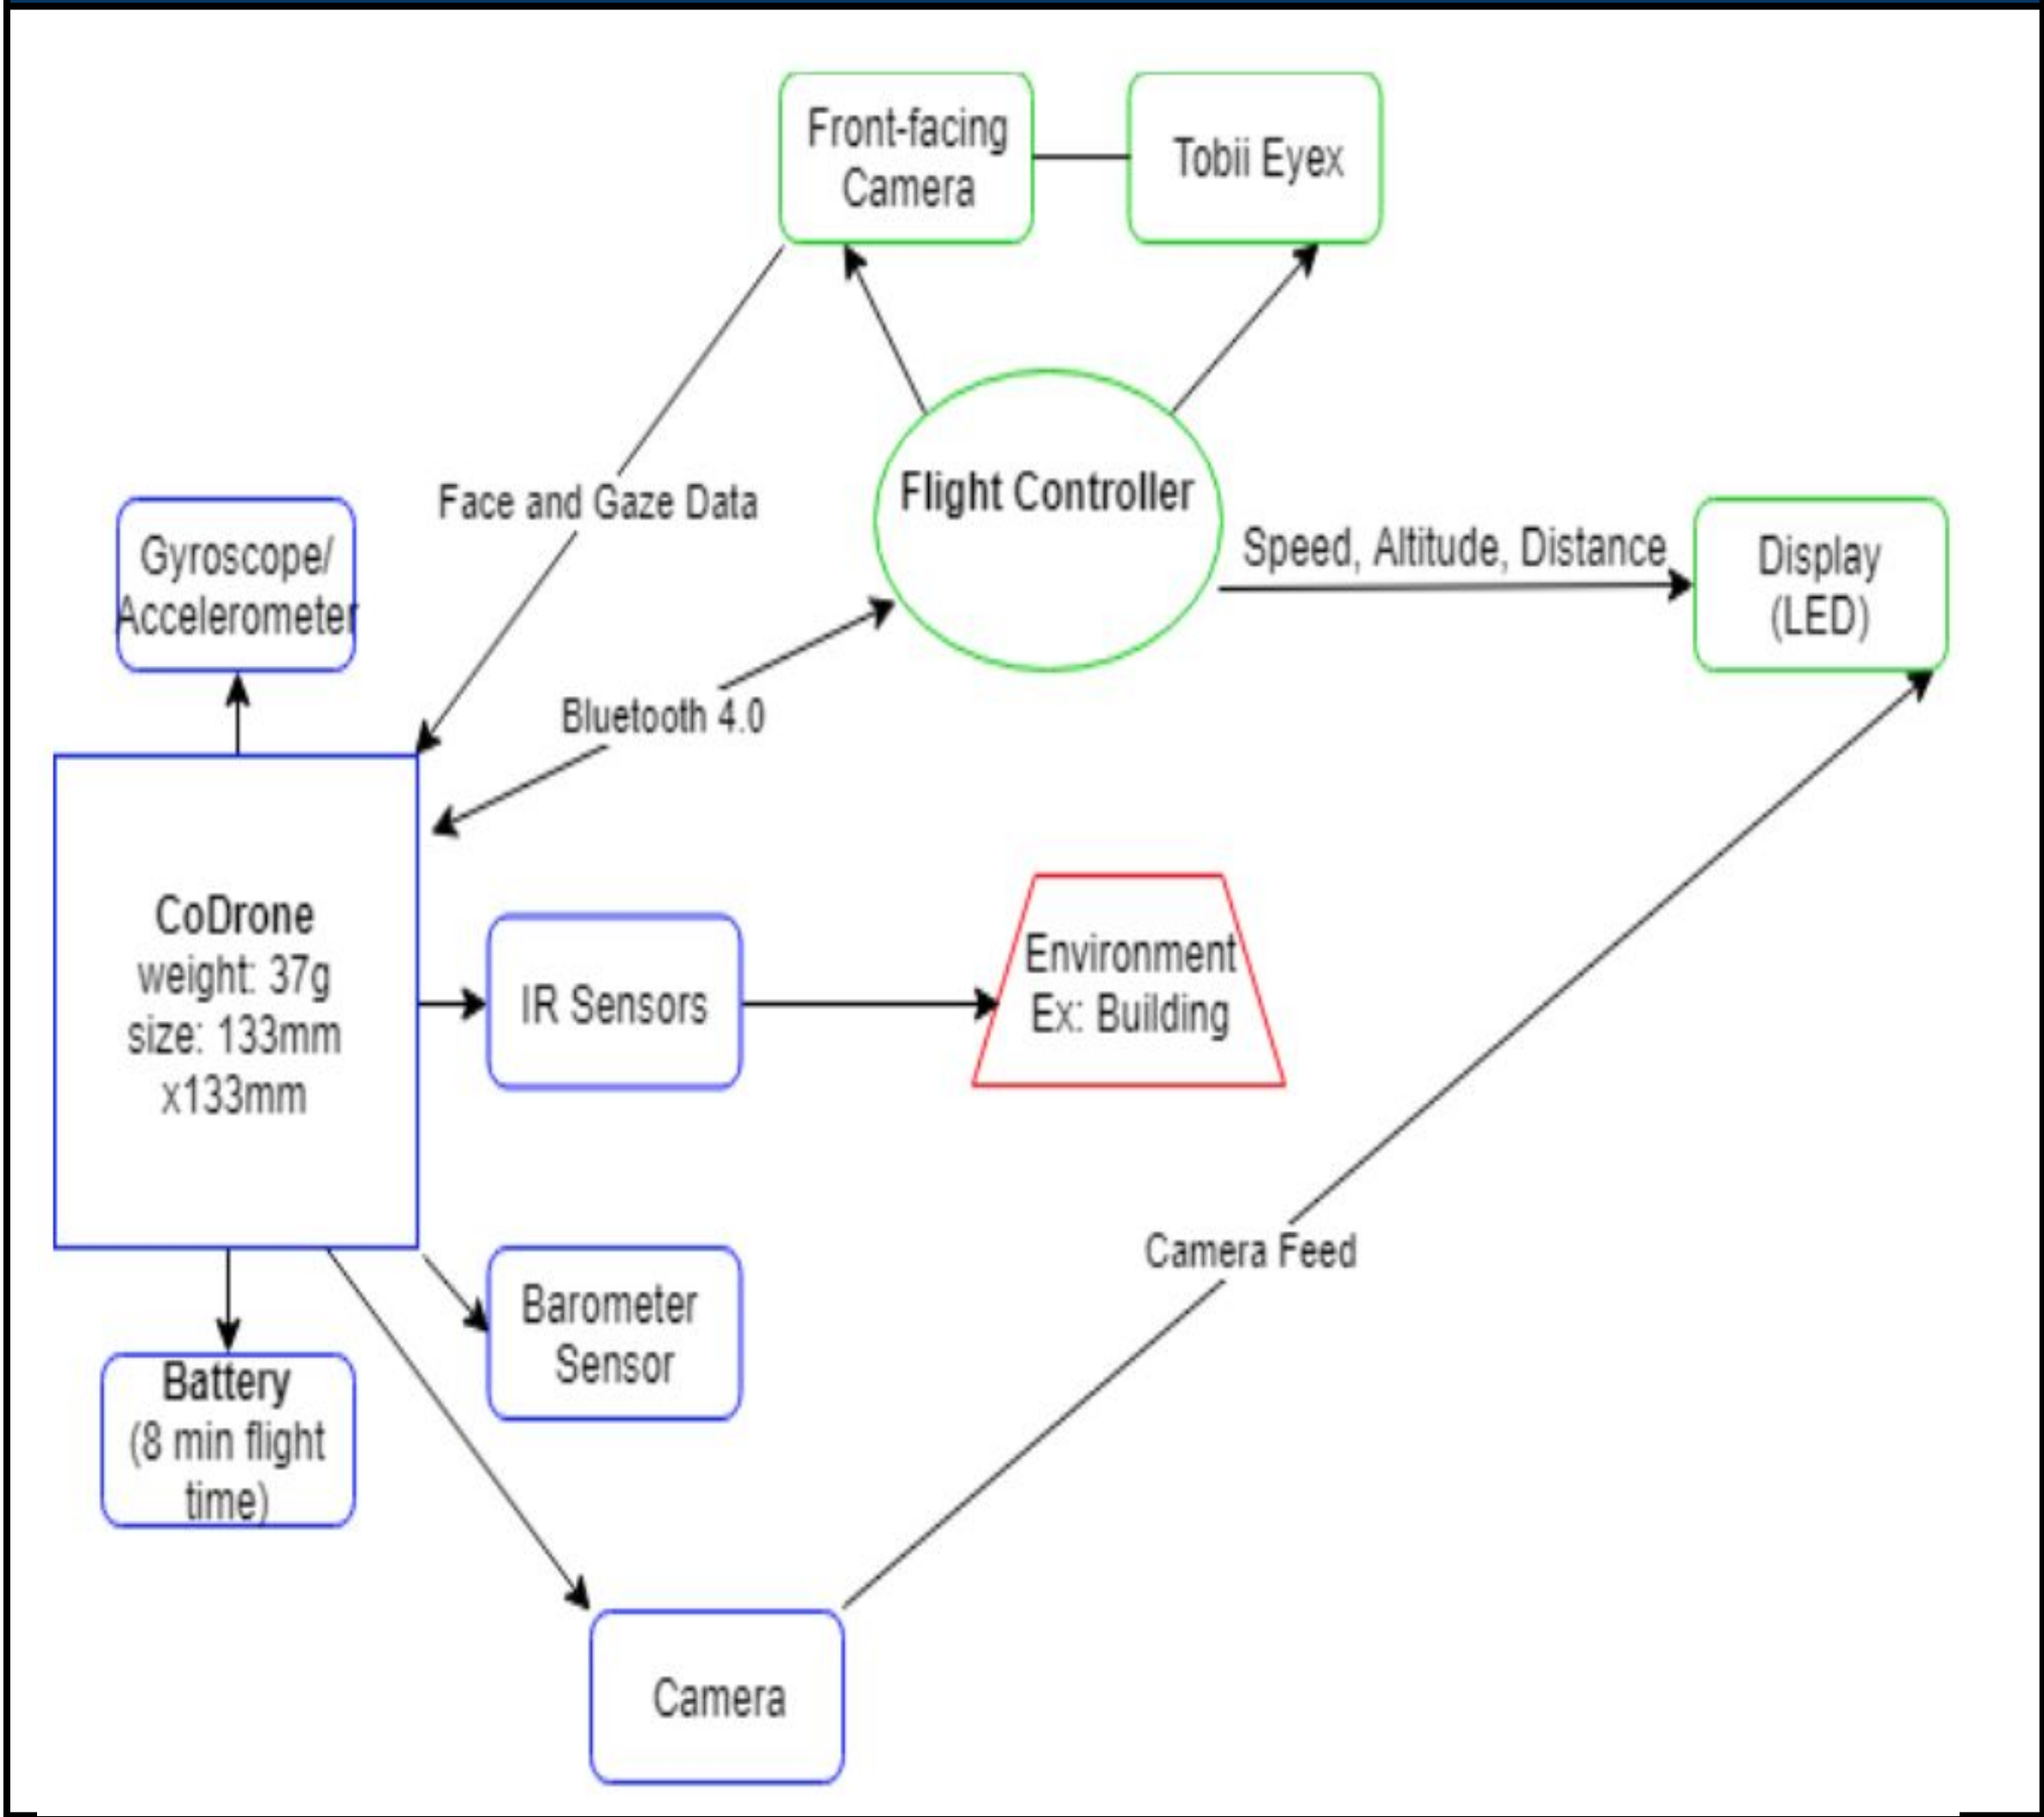 Front-facing
Camera
Tobii Eyex
Flight Controller
Face and Gaze Data
Speed, Altitude, Distance
Display
(LED)
Gyroscope/
Accelerometer
Bluetooth 4.0
CoDrone
weight: 37g
size: 133mm
x133mm
IR Sensors
Environment
Ex: Building
Barometer
Sensor
Camera Feed
Battery
(8 min flight
time)
Camera